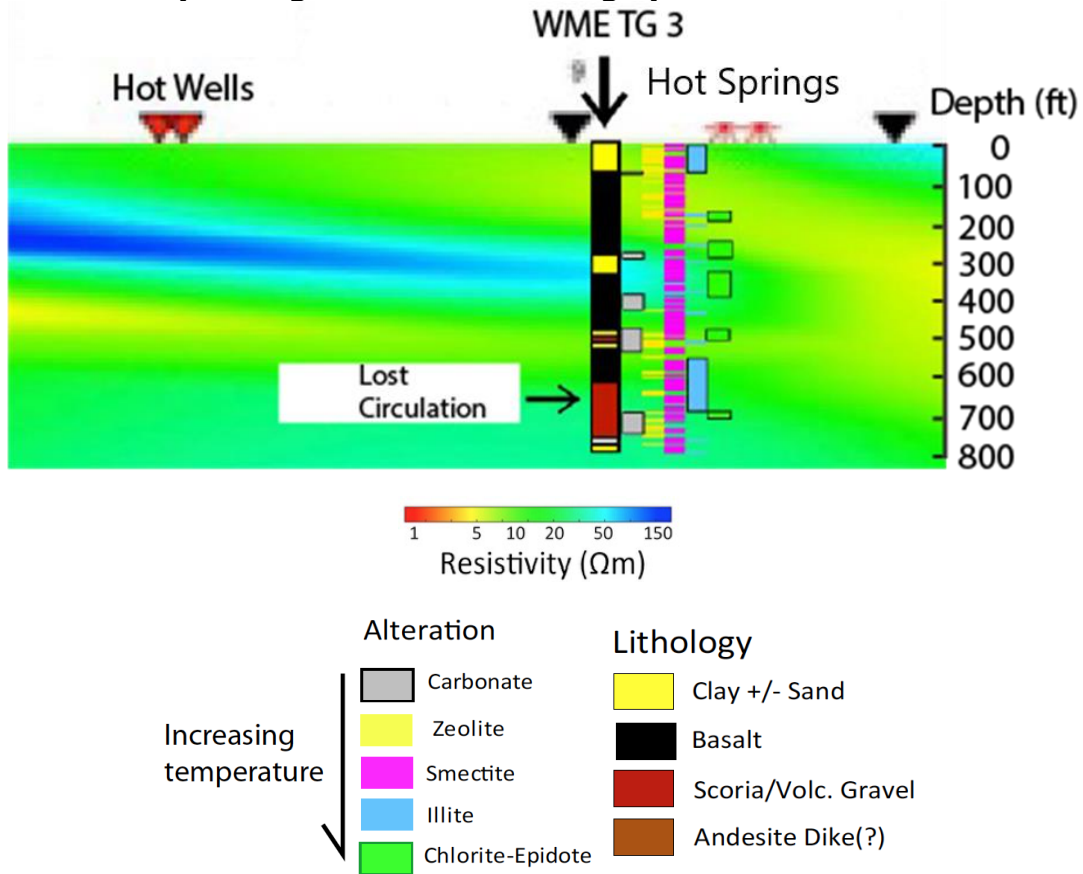 WME TG 3
Hot Wells
Hot Springs
Depth (ft)
0
100
200
300
400
500
600
700
800
Lost
Circulation
1 5 10 20 50 150
Resistivity (Ωm)
Alteration
Lithology
Increasing
temperature
Carbonate
Zeolite
Smectite
Illite
Chlorite-Epidote
Clay +/- Sand
Basalt
Scoria/Volc. Gravel
Andesite Dike(?)